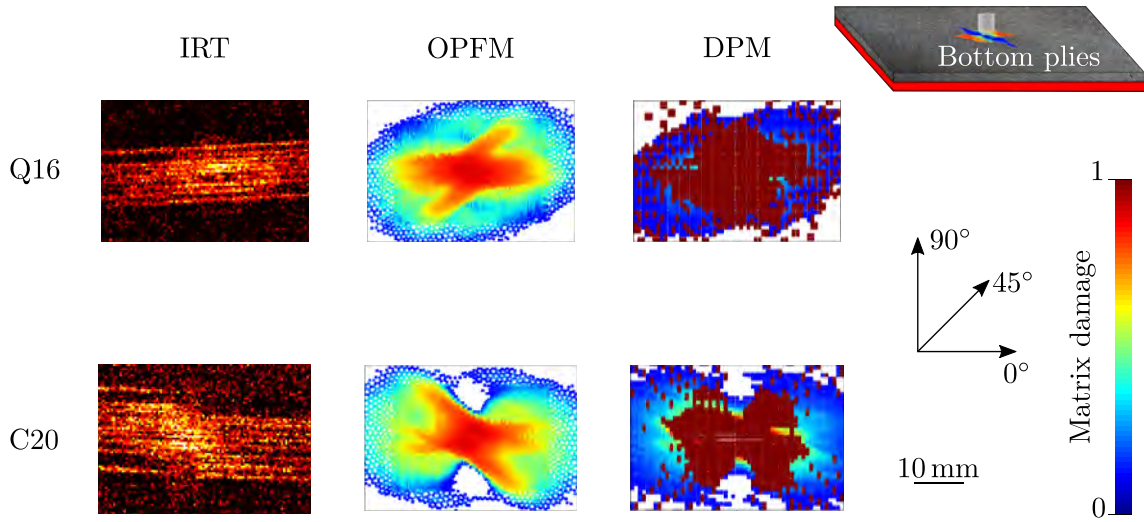 IRT
OPFM
DPM
Bottom plies
Q16
C20
90°
45°
0°
10 mm
Matrix damage
1
0